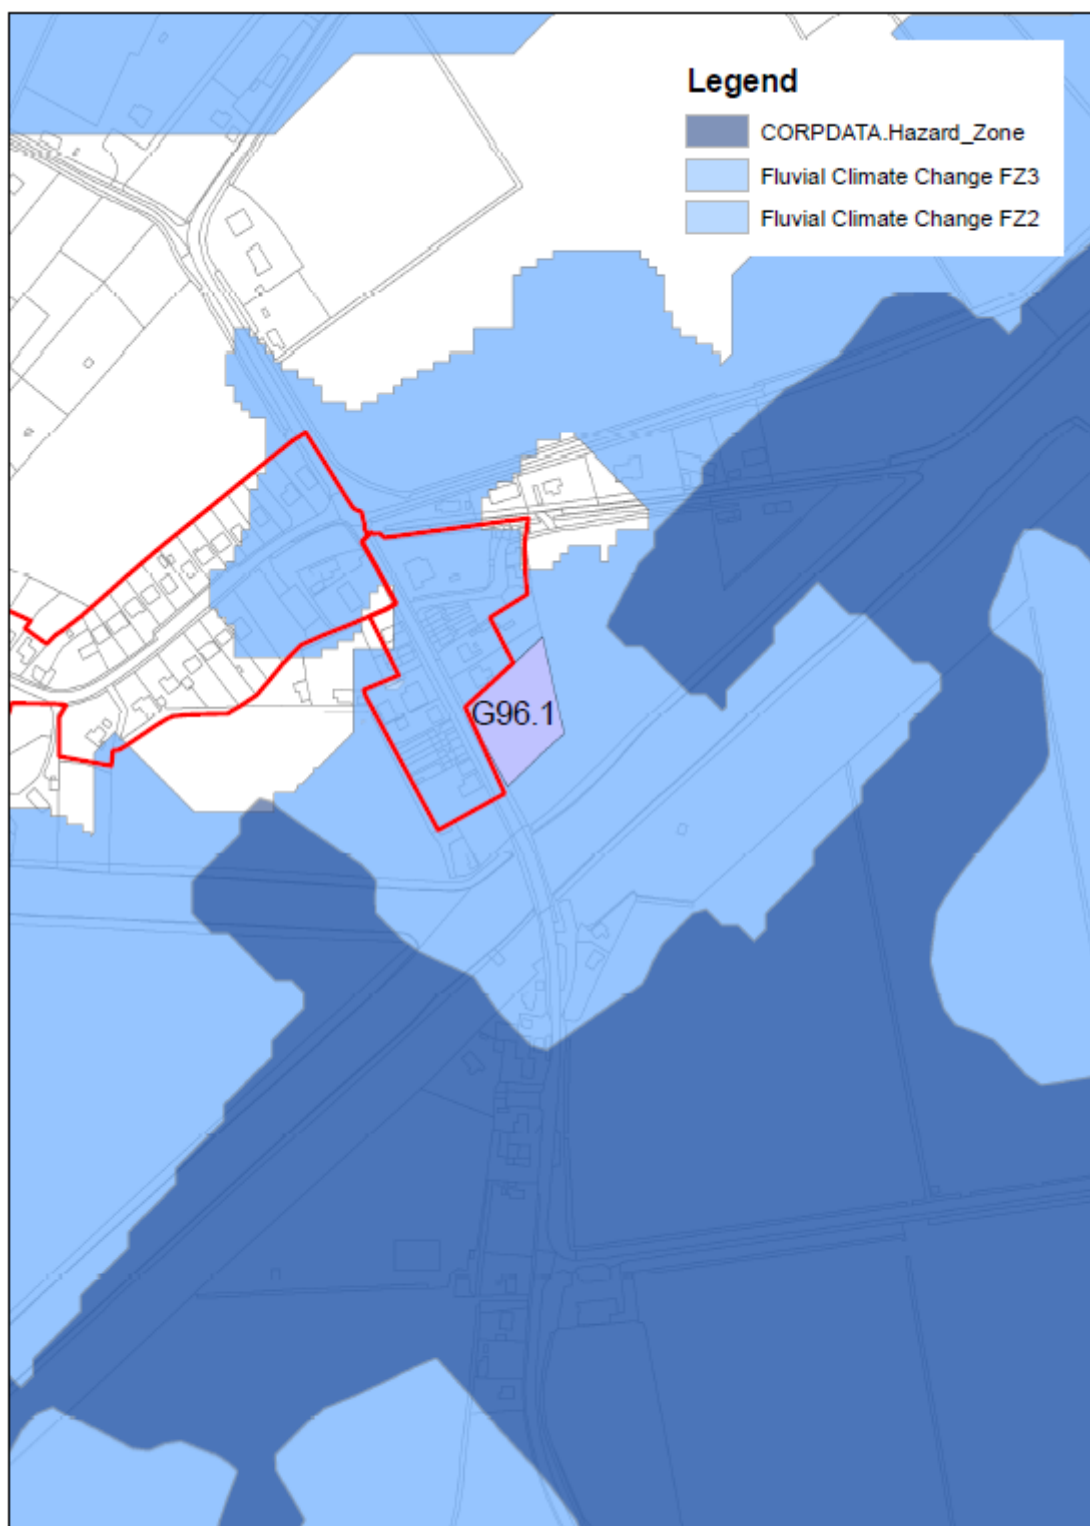 Legend
CORPDATA.Hazard_Zone
Fluvial Climate Change FZ3
Fluvial Climate Change FZ2
G96.1